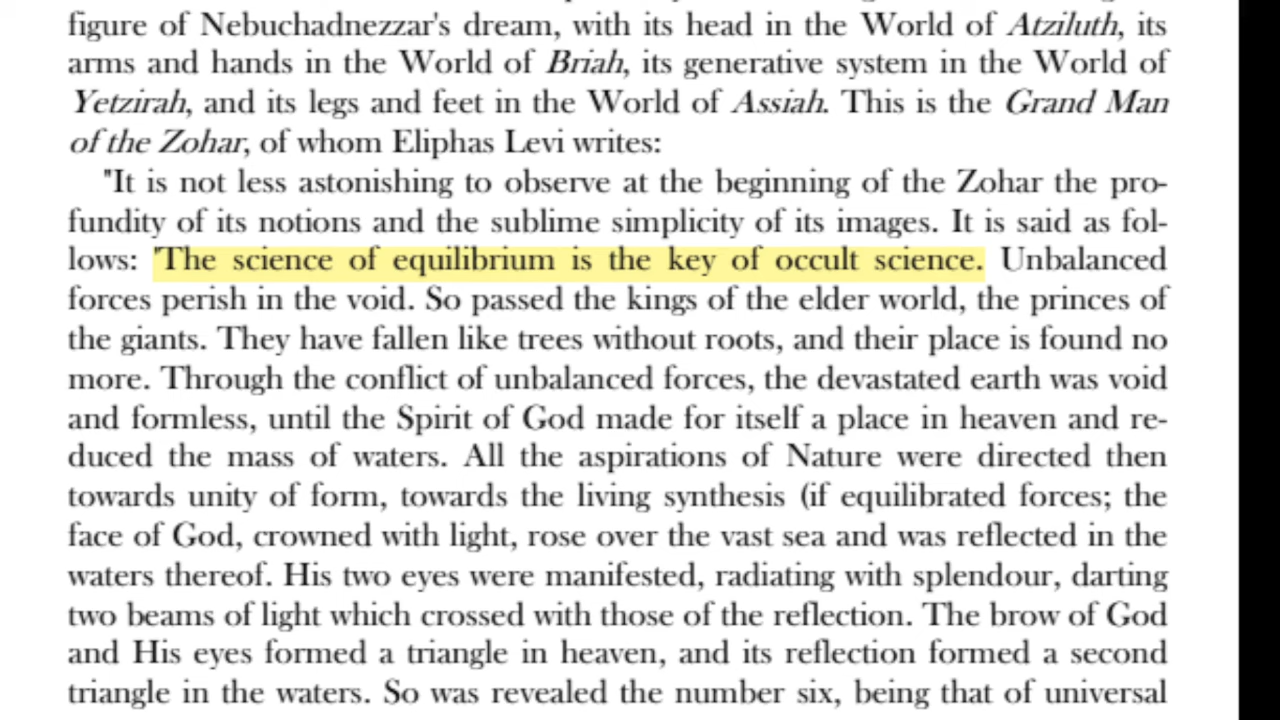 figure of Nebuchadnezzar's dream, with its head in the World of Atziluth, its
arms and hands in the World of Briah, its generative system in the World of
Yetzirah, and its legs and feet in the World of Assiah. This is the Grand Man
of the Zohar, of whom Eliphas Levi writes:
"It is not less astonishing to observe at the beginning of the Zohar the pro-
fundity of its notions and the sublime simplicity of its images. It is said as fol-
lows: 'The science of equilibrium is the key of occult science. Unbalanced
forces perish in the void. So passed the kings of the elder world, the princes of
the giants. They have fallen like trees without roots, and their place is found no
more. Through the conflict of unbalanced forces, the devastated earth was void
and formless, until the Spirit of God made for itself a place in heaven and re-
duced the mass of waters. All the aspirations of Nature were directed then
towards unity of form, towards the living synthesis (if equilibrated forces; the
face of God, crowned with light, rose over the vast sea and was reflected in the
waters thereof. His two eyes were manifested, radiating with splendour, darting
two beams of light which crossed with those of the reflection. The brow of God
and His eyes formed a triangle in heaven, and its reflection formed a second
triangle in the waters. So was revealed the number six, being that of universal